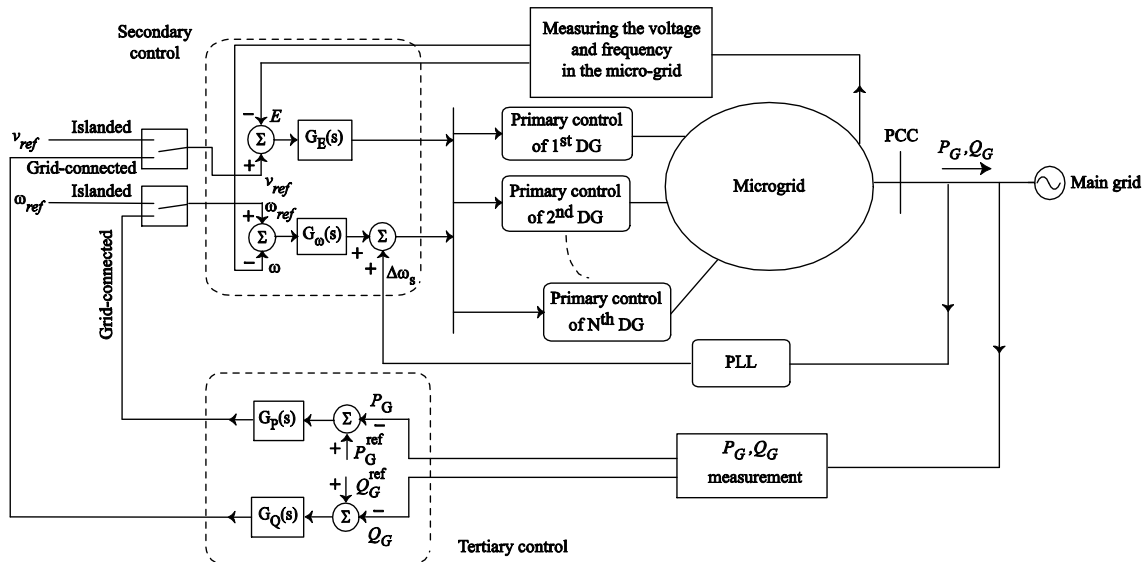 Secondary
control
Measuring the voltage
and frequency
in the micro-grid
v_ref
Islanded
Grid-connected
Islanded
ω_ref
Grid-connected
− E
Σ
G_E(s)
+
v_ref
ω_ref
+
Σ
G_ω(s)
+
Σ
− ω
+
Δω_s
Primary control
of 1st DG
Primary control
of 2nd DG
Primary control
of Nth DG
Microgrid
PCC
P_G, Q_G
Main grid
PLL
G_P(s)
Σ
P_G
−
+
P_G^ref
+
Q_G^ref
G_Q(s)
Σ
−
Q_G
P_G, Q_G
measurement
Tertiary control